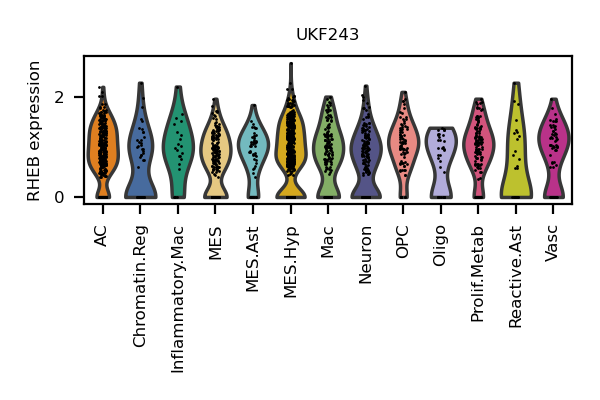 UKF243
RHEB expression
2
0
AC
Chromatin.Reg
Inflammatory.Mac
MES
MES.Ast
MES.Hyp
Mac
Neuron
OPC
Oligo
Prolif.Metab
Reactive.Ast
Vasc